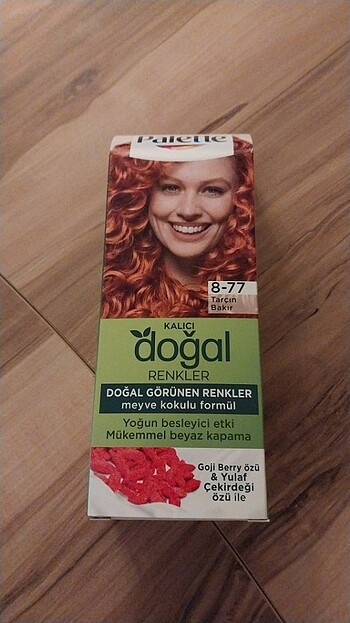 Palette
8-77
Tarçın
Bakır
KALICI
doğal
RENKLER
DOĞAL GÖRÜNEN RENKLER
meyve kokulu formül
Yoğun besleyici etki
Mükemmel beyaz kapama
Goji Berry özü
& Yulaf
Çekirdeği
özü ile